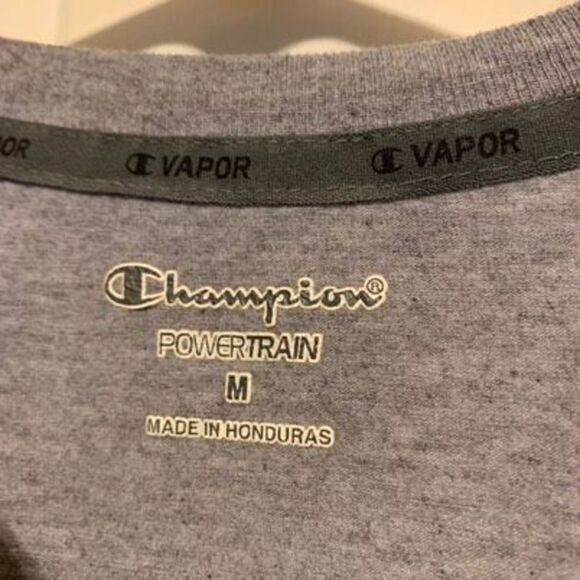 OR VAPOR VAPOR
Champion®
POWERTRAIN
M
MADE IN HONDURAS